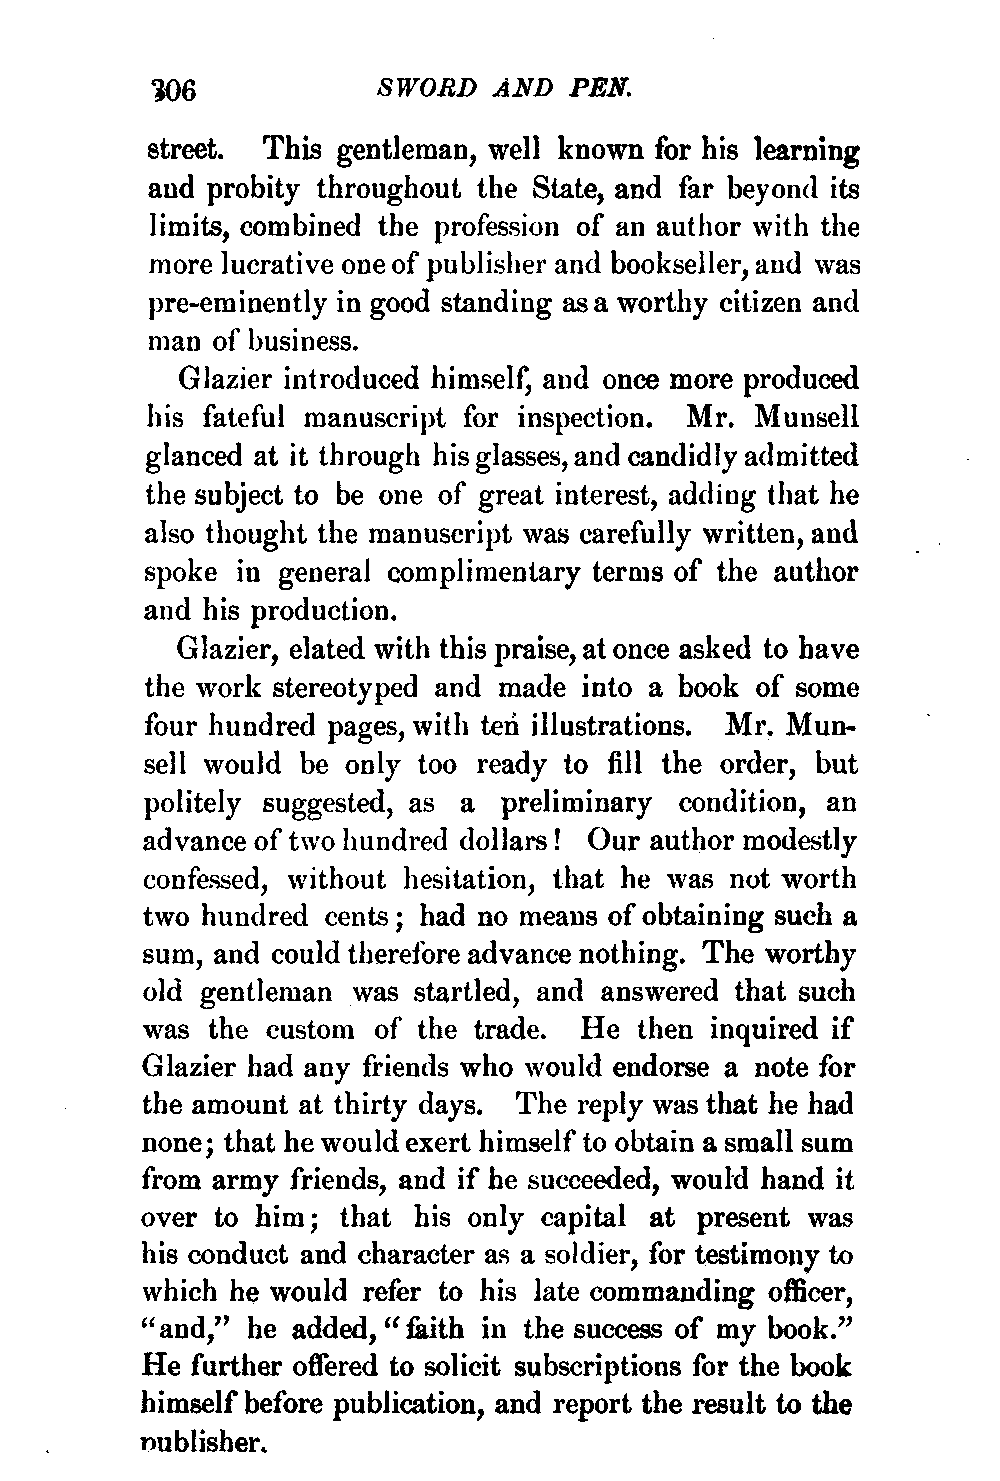 306 SWORD AND PEN.
street. This gentleman, well known for his learning
and probity throughout the State, and far beyond its
limits, combined the profession of an author with the
more lucrative one of publisher and bookseller, and was
pre-eminently in good standing as a worthy citizen and
man of business.
Glazier introduced himself, and once more produced
his fateful manuscript for inspection. Mr. Munsell
glanced at it through his glasses, and candidly admitted
the subject to be one of great interest, adding that he
also thought the manuscript was carefully written, and
spoke in general complimentary terms of the author
and his production.
Glazier, elated with this praise, at once asked to have
the work stereotyped and made into a book of some
four hundred pages, with ten illustrations. Mr. Mun-
sell would be only too ready to fill the order, but
politely suggested, as a preliminary condition, an
advance of two hundred dollars! Our author modestly
confessed, without hesitation, that he was not worth
two hundred cents; had no means of obtaining such a
sum, and could therefore advance nothing. The worthy
old gentleman was startled, and answered that such
was the custom of the trade. He then inquired if
Glazier had any friends who would endorse a note for
the amount at thirty days. The reply was that he had
none; that he would exert himself to obtain a small sum
from army friends, and if he succeeded, would hand it
over to him; that his only capital at present was
his conduct and character as a soldier, for testimony to
which he would refer to his late commanding officer,
"and," he added, "faith in the success of my book."
He further offered to solicit subscriptions for the book
himself before publication, and report the result to the
publisher.